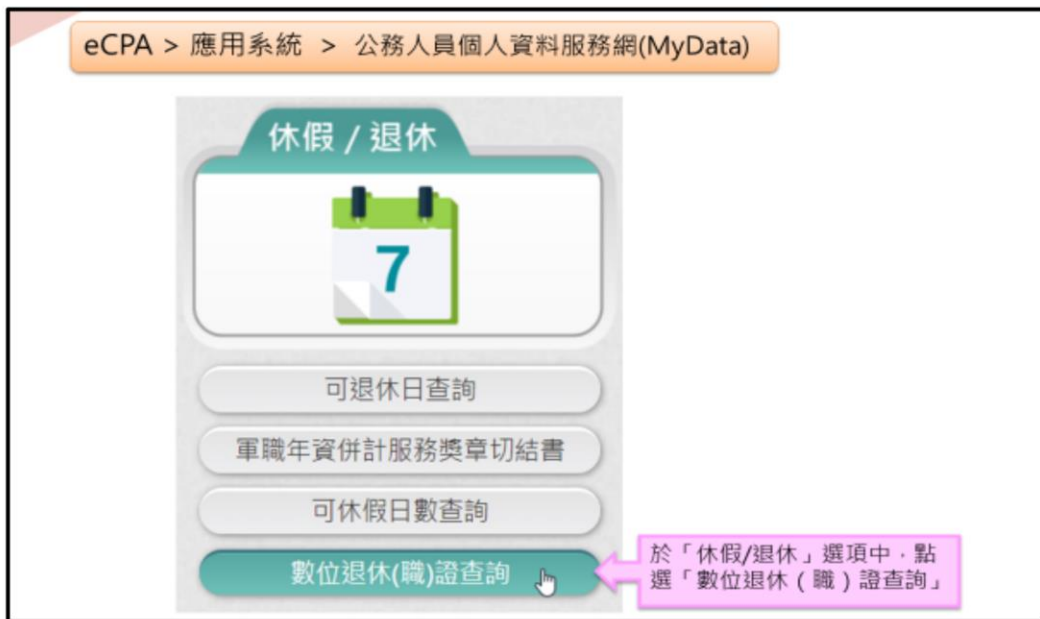 eCPA > 應用系統 > 公務人員個人資料服務網(MyData)
休假 / 退休
7
可退休日查詢
軍職年資併計服務獎章切結書
可休假日數查詢
數位退休(職)證查詢
於「休假/退休」選項中，點
選「數位退休（職）證查詢」